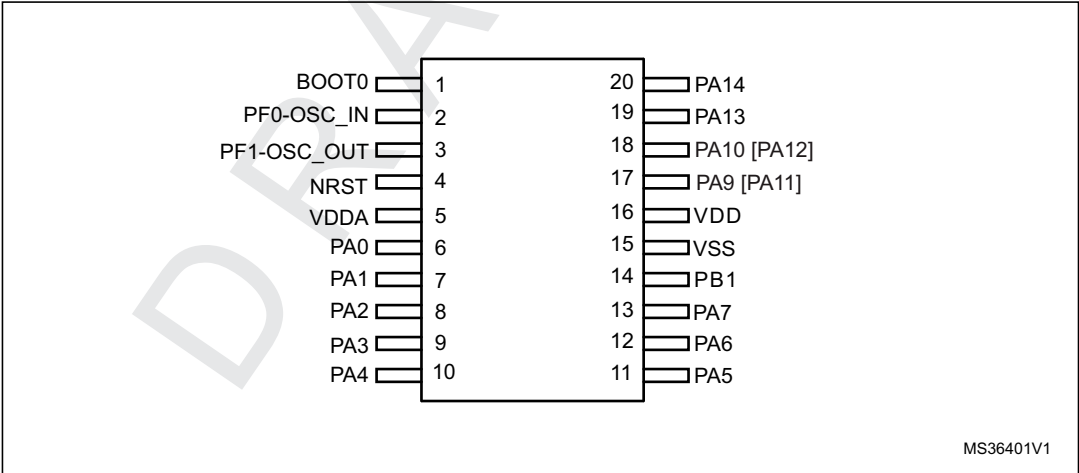 DRA
BOOT0 1 20 PA14
PF0-OSC_IN 2 19 PA13
PF1-OSC_OUT 3 18 PA10 [PA12]
NRST 4 17 PA9 [PA11]
VDDA 5 16 VDD
PA0 6 15 VSS
PA1 7 14 PB1
PA2 8 13 PA7
PA3 9 12 PA6
PA4 10 11 PA5
MS36401V1